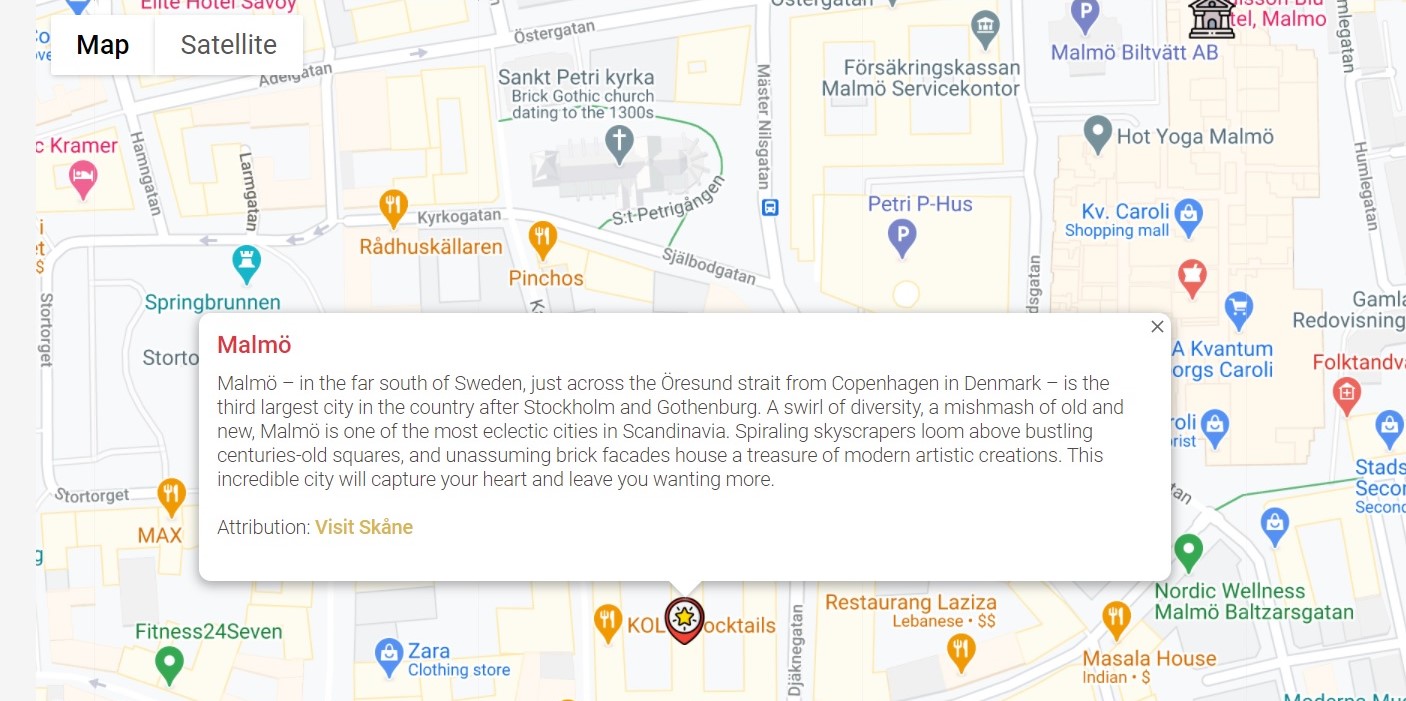 Elite Hotel Savoy
Map
Satellite
Adelgatan
Östergatan
Östergatan
Sankt Petri kyrka
Brick Gothic church
dating to the 1300s
Mäster Nilsgatan
Försäkringskassan
Malmö Servicekontor
Malmö Biltvätt AB
tel, Malmo
Hot Yoga Malmö
Humlegatan
c Kramer
Hamngatan
Larmgatan
Kyrkogatan
S:t Petrigången
Själbodgatan
Rådhuskällaren
Pinchos
Petri P-Hus
Kv. Caroli
Shopping mall
Springbrunnen
Stortorget
Storto
dsgatan
Gamla
Redovisning
A Kvantum
orgs Caroli
Folktandva
roli
rist
Malmö
Malmö – in the far south of Sweden, just across the Öresund strait from Copenhagen in Denmark – is the
third largest city in the country after Stockholm and Gothenburg. A swirl of diversity, a mishmash of old and
new, Malmö is one of the most eclectic cities in Scandinavia. Spiraling skyscrapers loom above bustling
centuries-old squares, and unassuming brick facades house a treasure of modern artistic creations. This
incredible city will capture your heart and leave you wanting more.
Attribution: Visit Skåne
Stortorget
MAX
Stads
Secon
Second
Nordic Wellness
Malmö Baltzarsgatan
Restaurang Laziza
Lebanese • $$
KOL
ocktails
Djäknegatan
Fitness24Seven
Zara
Clothing store
Masala House
Indian • $